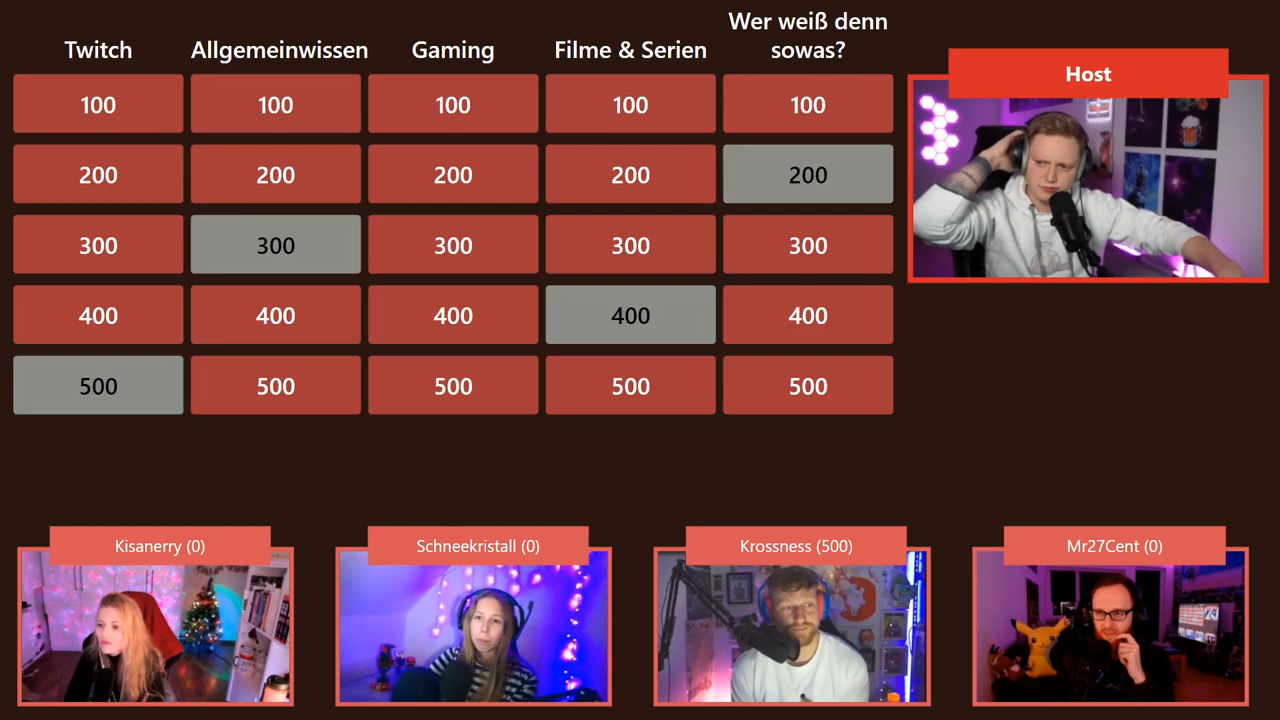 Wer weiß denn
Twitch Allgemeinwissen Gaming Filme & Serien sowas?
Host
100 100 100 100 100
200 200 200 200 200
300 300 300 300 300
400 400 400 400 400
500 500 500 500 500
Kisanerry (0) Schneekristall (0) Krossness (500) Mr27Cent (0)